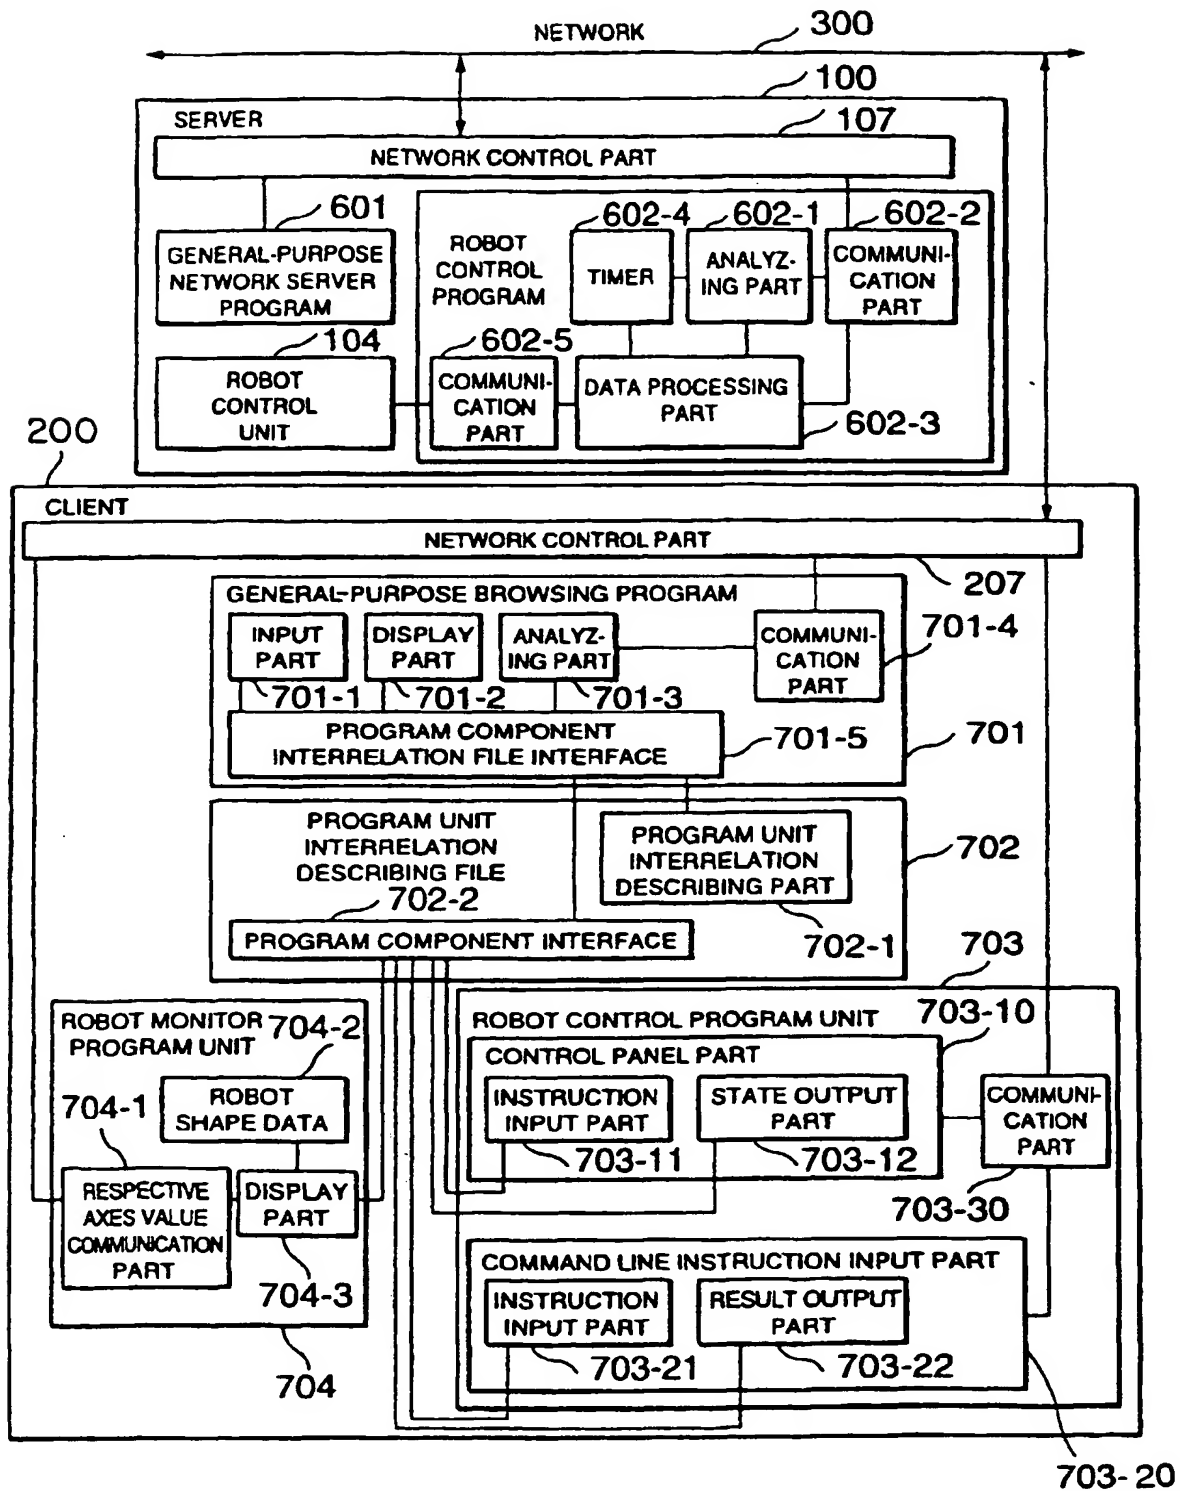 NETWORK
300
100
SERVER
107
NETWORK CONTROL PART
601
GENERAL-PURPOSE
NETWORK SERVER
PROGRAM
ROBOT
CONTROL
PROGRAM
602-4
TIMER
602-1
ANALYZ-
ING PART
602-2
COMMUNI-
CATION
PART
104
ROBOT
CONTROL
UNIT
602-5
COMMUNI-
CATION
PART
DATA PROCESSING
PART
602-3
200
CLIENT
NETWORK CONTROL PART
207
GENERAL-PURPOSE BROWSING PROGRAM
INPUT
PART
DISPLAY
PART
ANALYZ-
ING PART
COMMUNI-
CATION
PART
701-4
701-1
701-2
701-3
PROGRAM COMPONENT
INTERRELATION FILE INTERFACE
701-5
701
PROGRAM UNIT
INTERRELATION
DESCRIBING FILE
PROGRAM UNIT
INTERRELATION
DESCRIBING PART
702
702-2
PROGRAM COMPONENT INTERFACE
702-1
703
ROBOT MONITOR
PROGRAM UNIT
704-2
ROBOT
SHAPE DATA
704-1
RESPECTIVE
AXES VALUE
COMMUNICATION
PART
DISPLAY
PART
704-3
704
ROBOT CONTROL PROGRAM UNIT
703-10
CONTROL PANEL PART
INSTRUCTION
INPUT PART
STATE OUTPUT
PART
COMMUNI-
CATION
PART
703-11
703-12
703-30
COMMAND LINE INSTRUCTION INPUT PART
INSTRUCTION
INPUT PART
RESULT OUTPUT
PART
703-21
703-22
703-20